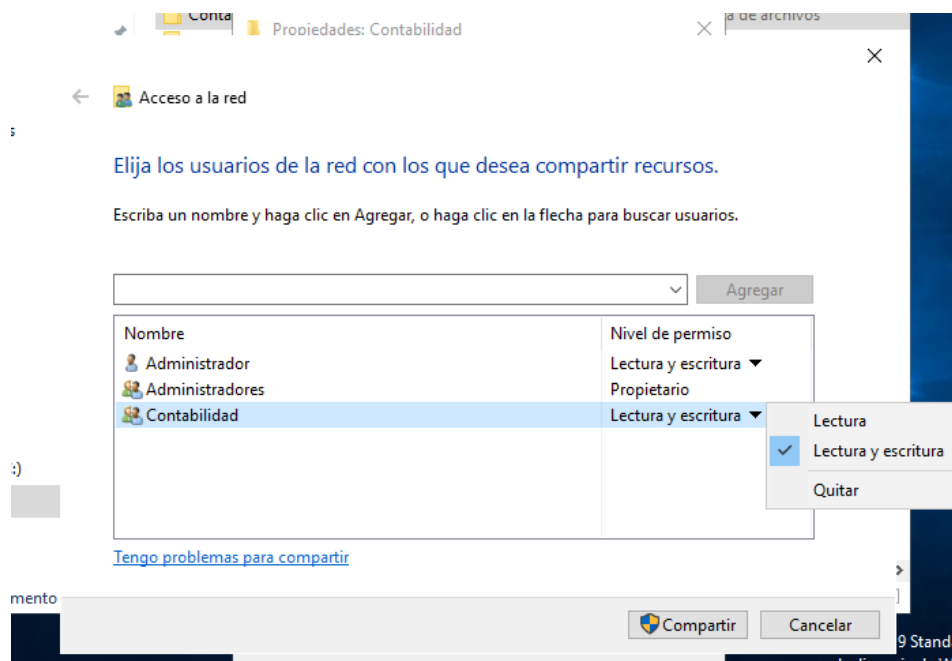 Conta
Propiedades: Contabilidad
a de archivos
Acceso a la red
s
Elija los usuarios de la red con los que desea compartir recursos.
Escriba un nombre y haga clic en Agregar, o haga clic en la flecha para buscar usuarios.
Agregar
Nombre Nivel de permiso
Administrador Lectura y escritura
Administradores Propietario
Contabilidad Lectura y escritura
Lectura
Lectura y escritura
Quitar
:)
Tengo problemas para compartir
mento
Compartir Cancelar
9 Stand